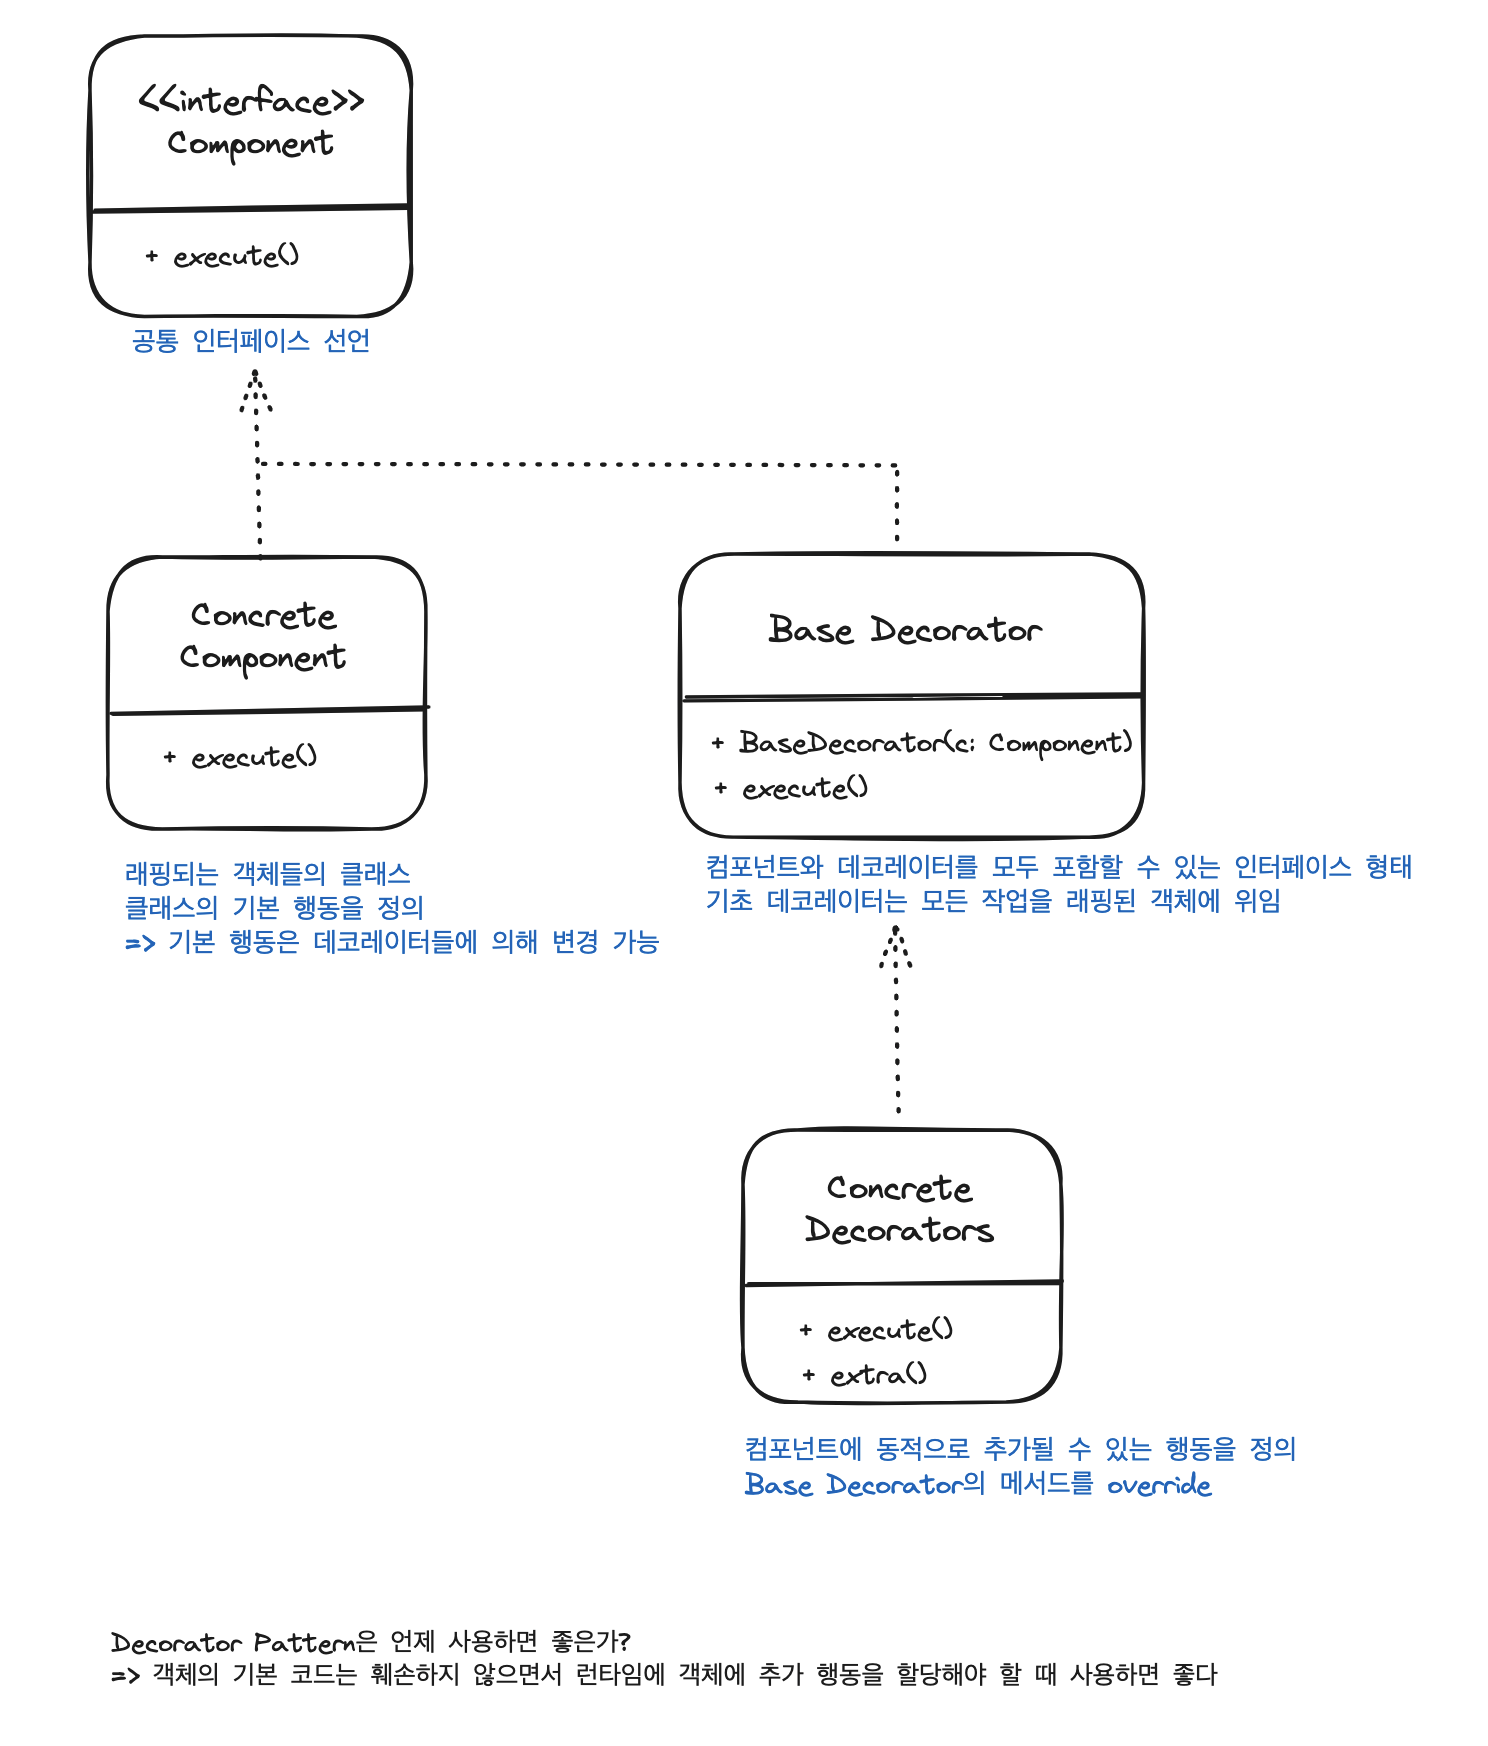 <<interface>>
Component
+ execute()
공통 인터페이스 선언
Concrete
Component
+ execute()
래핑되는 객체들의 클래스
클래스의 기본 행동을 정의
=> 기본 행동은 데코레이터들에 의해 변경 가능
Base Decorator
+ BaseDecorator(c: Component)
+ execute()
컴포넌트와 데코레이터를 모두 포함할 수 있는 인터페이스 형태
기초 데코레이터는 모든 작업을 래핑된 객체에 위임
Concrete
Decorators
+ execute()
+ extra()
컴포넌트에 동적으로 추가될 수 있는 행동을 정의
Base Decorator의 메서드를 override
Decorator Pattern은 언제 사용하면 좋은가?
=> 객체의 기본 코드는 훼손하지 않으면서 런타임에 객체에 추가 행동을 할당해야 할 때 사용하면 좋다